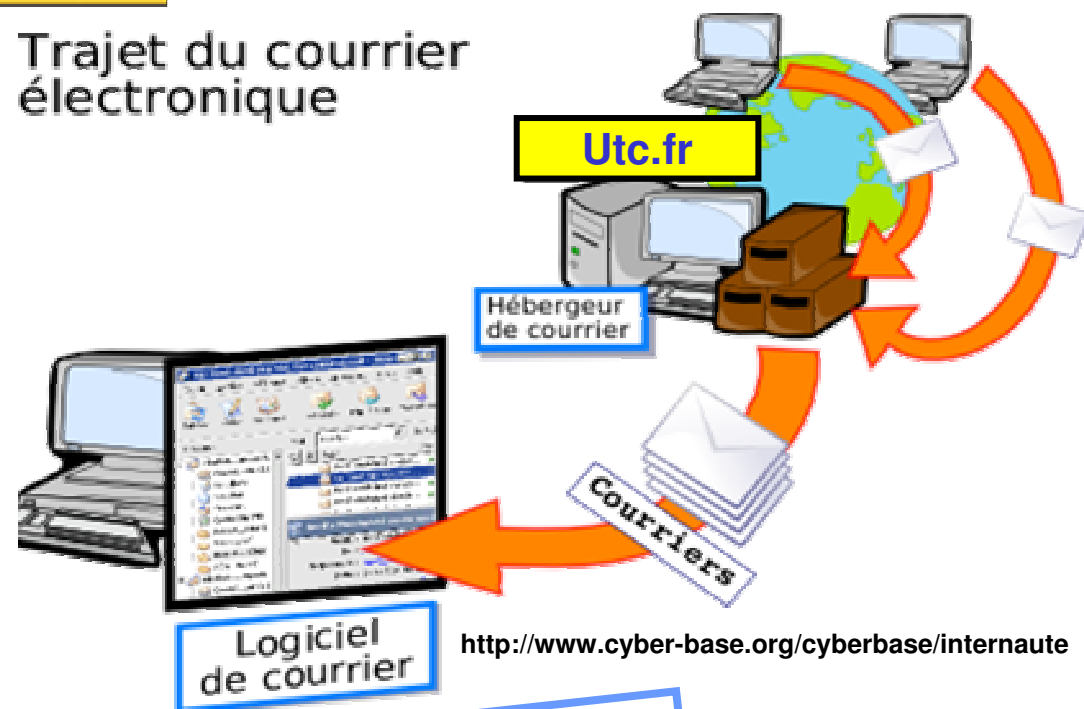 Trajet du courrier
électronique
Utc.fr
Hébergeur
de courrier
Courriers
Logiciel
de courrier
http://www.cyber-base.org/cyberbase/internaute